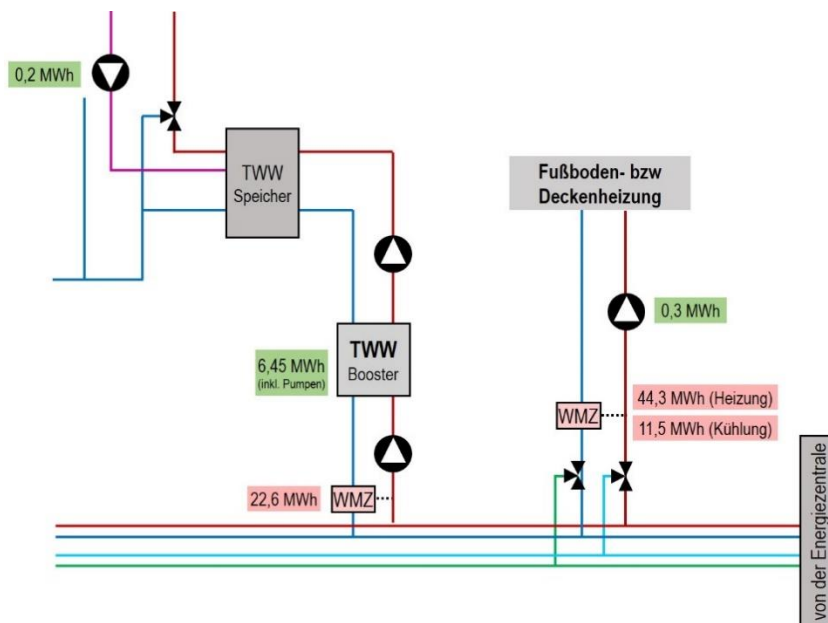 0,2 MWh
TWW
Speicher
Fußboden- bzw
Deckenheizung
0,3 MWh
TWW
Booster
6,45 MWh
(inkl. Pumpen)
44,3 MWh (Heizung)
WMZ
11,5 MWh (Kühlung)
22,6 MWh
WMZ
von der Energiezentrale